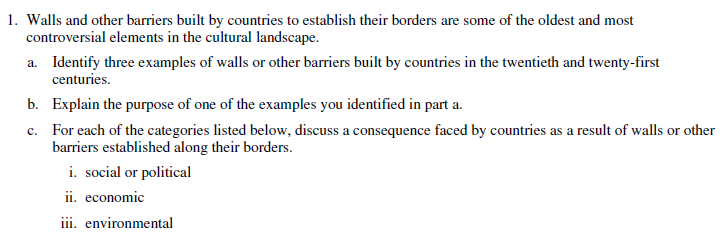 1. Walls and other barriers built by countries to establish their borders are some of the oldest and most
controversial elements in the cultural landscape.
a. Identify three examples of walls or other barriers built by countries in the twentieth and twenty-first
centuries.
b. Explain the purpose of one of the examples you identified in part a.
c. For each of the categories listed below, discuss a consequence faced by countries as a result of walls or other
barriers established along their borders.
i. social or political
ii. economic
iii. environmental